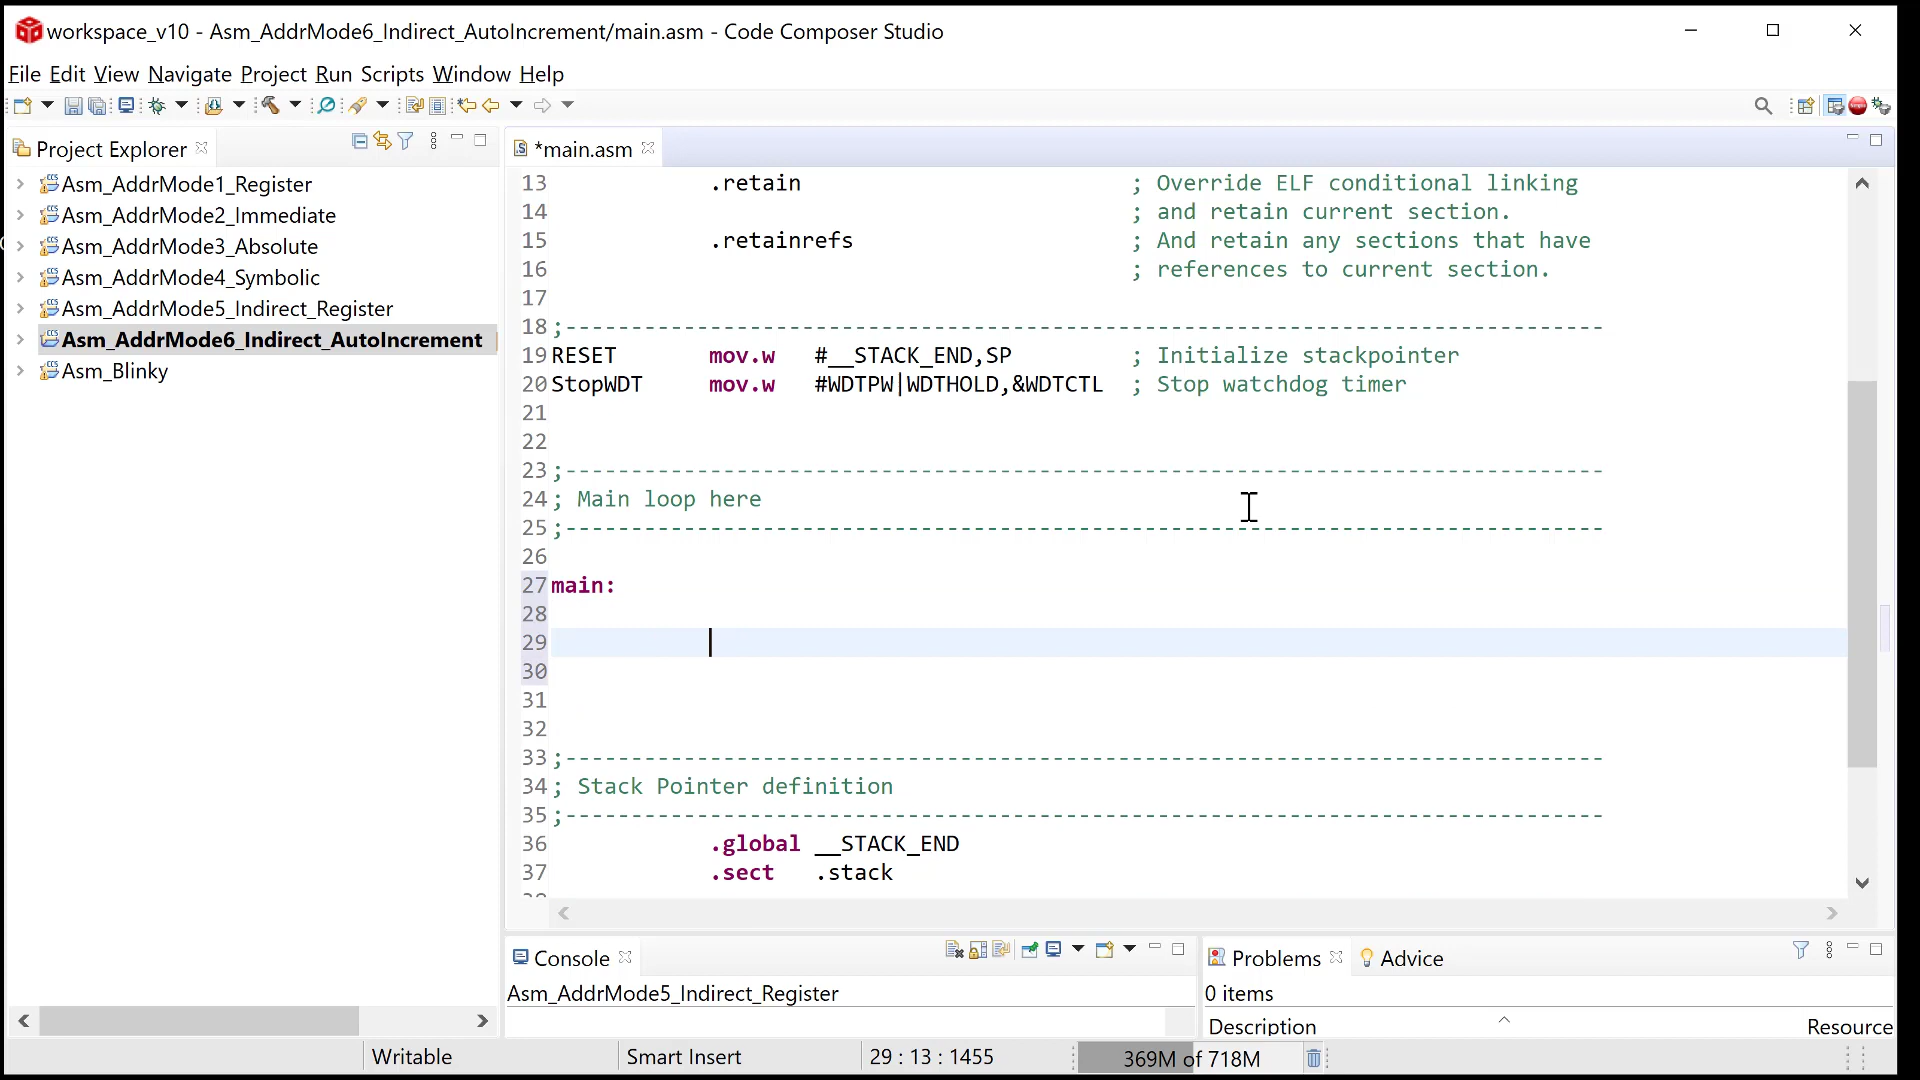 workspace_v10 - Asm_AddrMode6_Indirect_AutoIncrement/main.asm - Code Composer Studio
File Edit View Navigate Project Run Scripts Window Help
Project Explorer
Asm_AddrMode1_Register
Asm_AddrMode2_Immediate
Asm_AddrMode3_Absolute
Asm_AddrMode4_Symbolic
Asm_AddrMode5_Indirect_Register
Asm_AddrMode6_Indirect_AutoIncrement
Asm_Blinky
*main.asm
13 .retain ; Override ELF conditional linking
14 ; and retain current section.
15 .retainrefs ; And retain any sections that have
16 ; references to current section.
17
18 ;-------------------------------------------------------------------------------
19 RESET mov.w #__STACK_END,SP ; Initialize stackpointer
20 StopWDT mov.w #WDTPW|WDTHOLD,&WDTCTL ; Stop watchdog timer
21
22
23 ;-------------------------------------------------------------------------------
24 ; Main loop here
25 ;-------------------------------------------------------------------------------
26
27 main:
28
29
30
31
32
33 ;-------------------------------------------------------------------------------
34 ; Stack Pointer definition
35 ;-------------------------------------------------------------------------------
36 .global __STACK_END
37 .sect .stack
Console
Asm_AddrMode5_Indirect_Register
Problems Advice
0 items
Description Resource
Writable Smart Insert 29 : 13 : 1455 369M of 718M